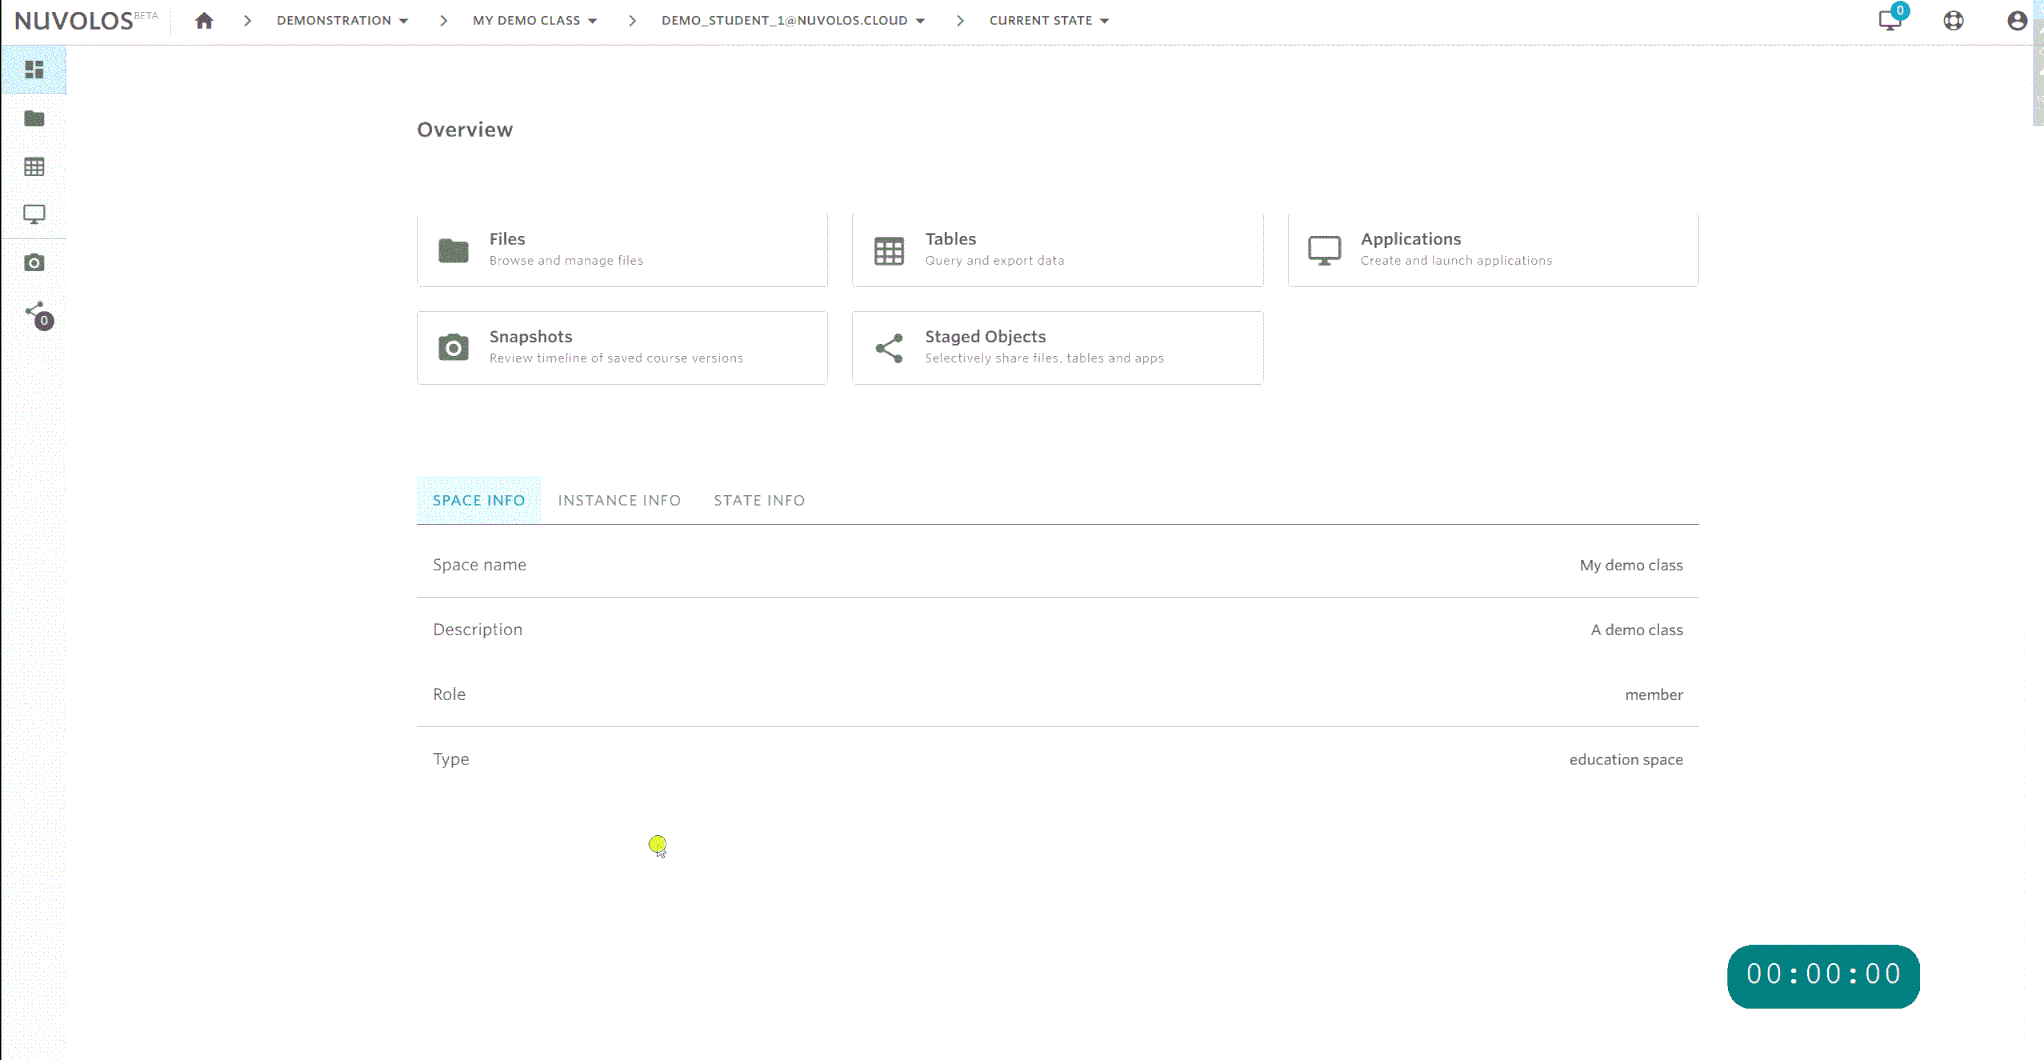 NUVOLOS BETA
DEMONSTRATION
MY DEMO CLASS
DEMO_STUDENT_1@NUVOLOS.CLOUD
CURRENT STATE
0
Overview
Files
Browse and manage files
Tables
Query and export data
Applications
Create and launch applications
0
Snapshots
Review timeline of saved course versions
Staged Objects
Selectively share files, tables and apps
SPACE INFO INSTANCE INFO STATE INFO
Space name My demo class
Description A demo class
Role member
Type education space
00:00:00